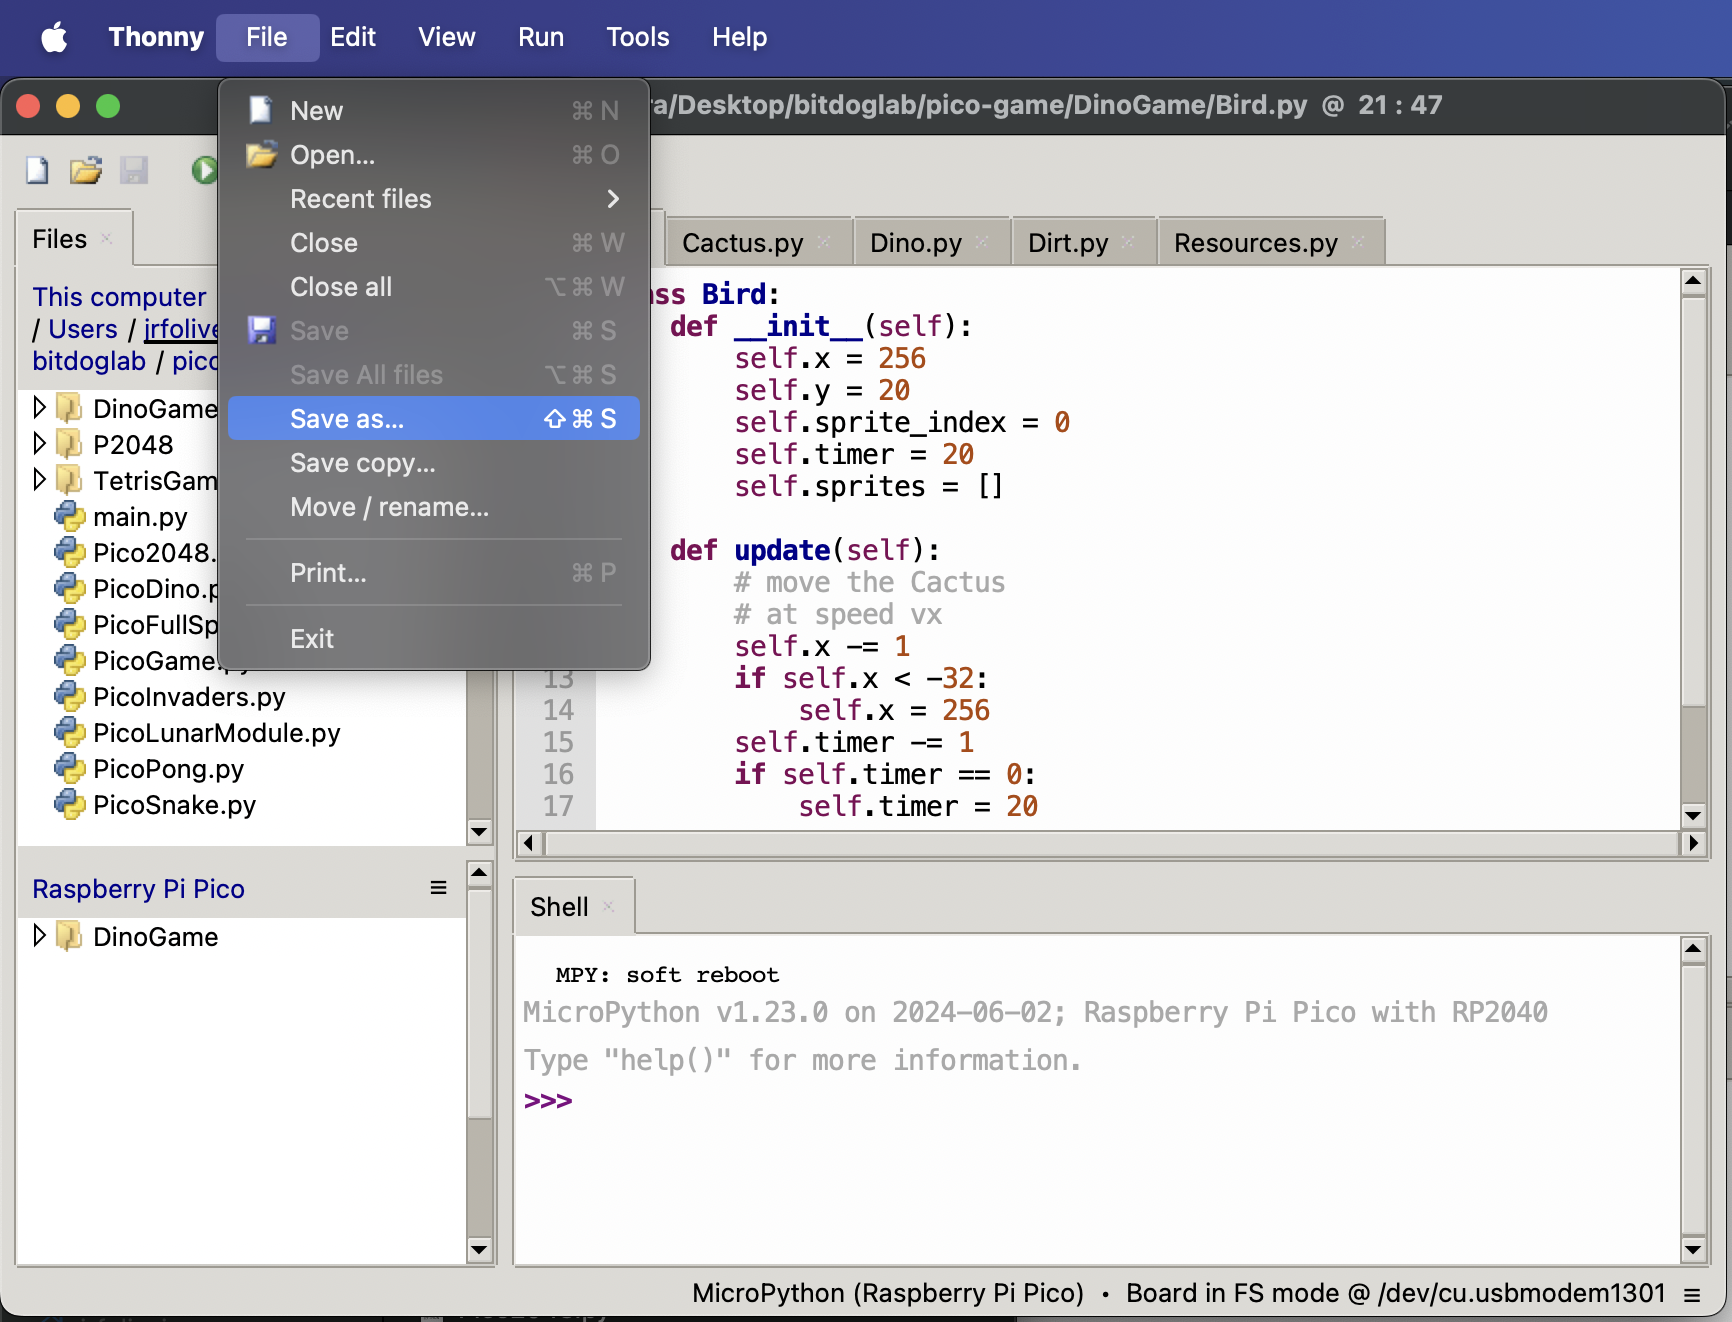 Thonny File Edit View Run Tools Help
ra/Desktop/bitdoglab/pico-game/DinoGame/Bird.py @ 21 : 47
New ⌘ N
Open... ⌘ O
Recent files
Close ⌘ W
Close all ⌥ ⌘ W
Save ⌘ S
Save All files ⌥ ⌘ S
Save as... ⇧ ⌘ S
Save copy...
Move / rename...
Print... ⌘ P
Exit
Files
This computer
/ Users / jrfolive
bitdoglab / pico
DinoGame
P2048
TetrisGam
main.py
Pico2048.
PicoDino.p
PicoFullSp
PicoGame.py
PicoInvaders.py
PicoLunarModule.py
PicoPong.py
PicoSnake.py
Raspberry Pi Pico ≡
DinoGame
Cactus.py Dino.py Dirt.py Resources.py
ass Bird:
def __init__(self):
self.x = 256
self.y = 20
self.sprite_index = 0
self.timer = 20
self.sprites = []
def update(self):
# move the Cactus
# at speed vx
self.x -= 1
13 if self.x < -32:
14 self.x = 256
15 self.timer -= 1
16 if self.timer == 0:
17 self.timer = 20
Shell
MPY: soft reboot
MicroPython v1.23.0 on 2024-06-02; Raspberry Pi Pico with RP2040
Type "help()" for more information.
>>>
MicroPython (Raspberry Pi Pico) • Board in FS mode @ /dev/cu.usbmodem1301 ≡